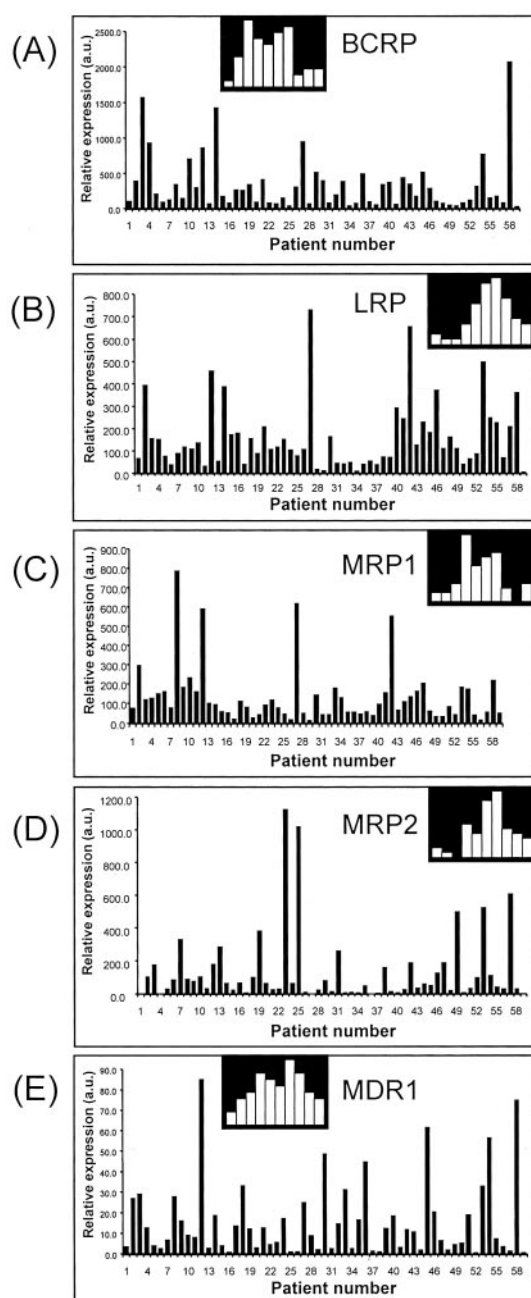 (A)
BCRP
Relative expression (a.u.)
2500.0
2000.0
1500.0
1000.0
500.0
0.0
1 4 7 10 13 16 19 22 25 28 31 34 37 40 43 46 49 52 55 58
Patient number
(B)
LRP
Relative expression (a.u.)
800.0
700.0
600.0
500.0
400.0
300.0
200.0
100.0
0.0
1 4 7 10 13 16 19 22 25 28 31 34 37 40 43 46 49 52 55 58
Patient number
(C)
MRP1
Relative expression (a.u.)
900.0
800.0
700.0
600.0
500.0
400.0
300.0
200.0
100.0
0.0
1 4 7 10 13 16 19 22 25 28 31 34 37 40 43 46 49 52 55 58
Patient number
(D)
MRP2
Relative expression (a.u.)
1200.0
1000.0
800.0
600.0
400.0
200.0
0.0
1 4 7 10 13 16 19 22 25 28 31 34 37 40 43 46 49 52 55 58
Patient number
(E)
MDR1
Relative expression (a.u.)
90.0
80.0
70.0
60.0
50.0
40.0
30.0
20.0
10.0
0.0
1 4 7 10 13 16 19 22 25 28 31 34 37 40 43 46 49 52 55 58
Patient number